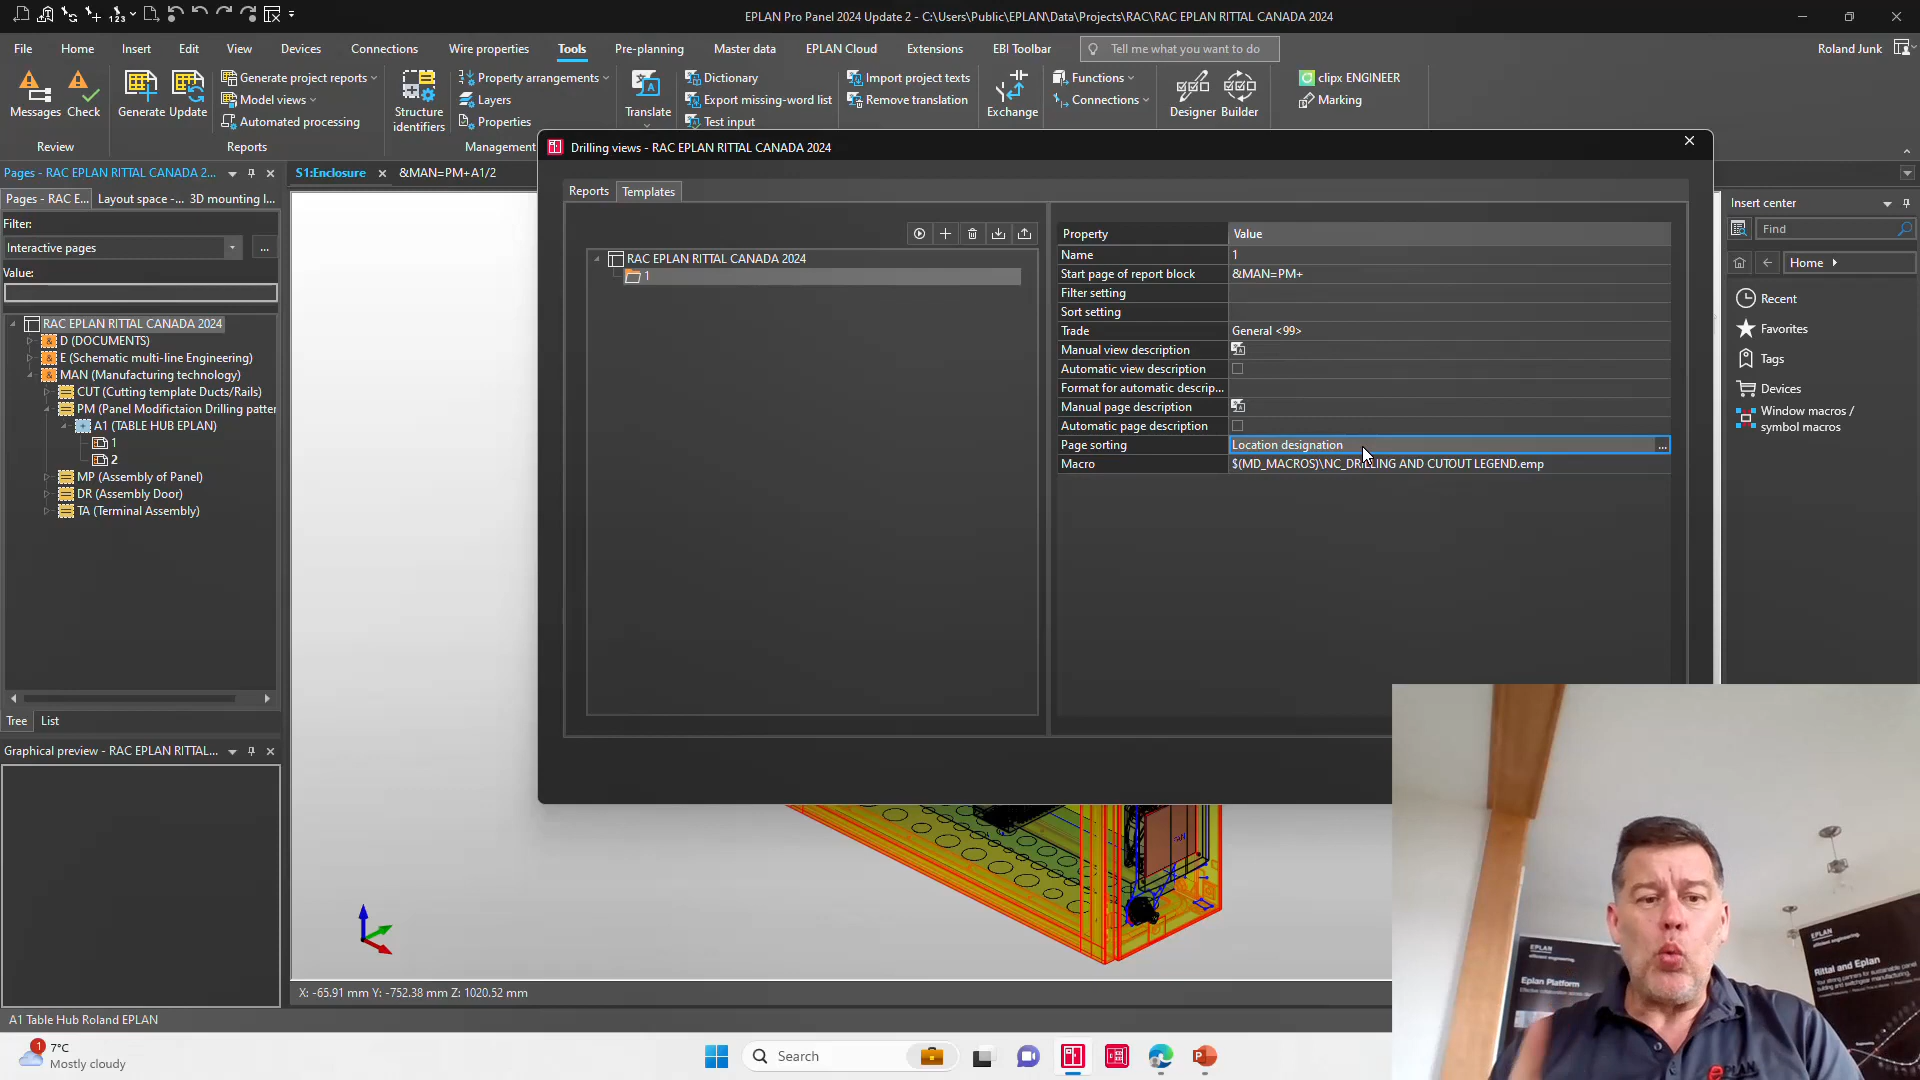 EPLAN Pro Panel 2024 Update 2 - C:\Users\Public\EPLAN\Data\Projects\RAC\RAC EPLAN RITTAL CANADA 2024
File Home Insert Edit View Devices Connections Wire properties Tools Pre-planning Master data EPLAN Cloud Extensions EBI Toolbar Tell me what you want to do Roland Junk
Generate project reports Property arrangements Dictionary Import project texts Functions clipx ENGINEER
Model views Layers Export missing-word list Remove translation Connections Marking
Messages Check Generate Update Automated processing Structure identifiers Properties Translate Test input Exchange Designer Builder
Review Reports Management
Drilling views - RAC EPLAN RITTAL CANADA 2024
Pages - RAC EPLAN RITTAL CANADA 2... S1:Enclosure &MAN=PM+A1/2
Pages - RAC E... Layout space -... 3D mounting l...
Filter:
Interactive pages ...
Value:
RAC EPLAN RITTAL CANADA 2024
D (DOCUMENTS)
E (Schematic multi-line Engineering)
MAN (Manufacturing technology)
CUT (Cutting template Ducts/Rails)
PM (Panel Modifictaion Drilling patter
A1 (TABLE HUB EPLAN)
1
2
MP (Assembly of Panel)
DR (Assembly Door)
TA (Terminal Assembly)
Tree List
Graphical preview - RAC EPLAN RITTAL...
Reports Templates
RAC EPLAN RITTAL CANADA 2024
1
Property Value
Name 1
Start page of report block &MAN=PM+
Filter setting
Sort setting
Trade General <99>
Manual view description
Automatic view description
Format for automatic descrip...
Manual page description
Automatic page description
Page sorting Location designation ...
Macro $(MD_MACROS)\NC_DRILLING AND CUTOUT LEGEND.emp
Insert center
Find
Home
Recent
Favorites
Tags
Devices
Window macros /
symbol macros
X: -65.91 mm Y: -752.38 mm Z: 1020.52 mm
A1 Table Hub Roland EPLAN
1
7°C
Mostly cloudy
Search
EPLAN
efficient engineering.
Eplan Platform
EPLAN
efficient engineering.
Rittal and Eplan
EPLAN